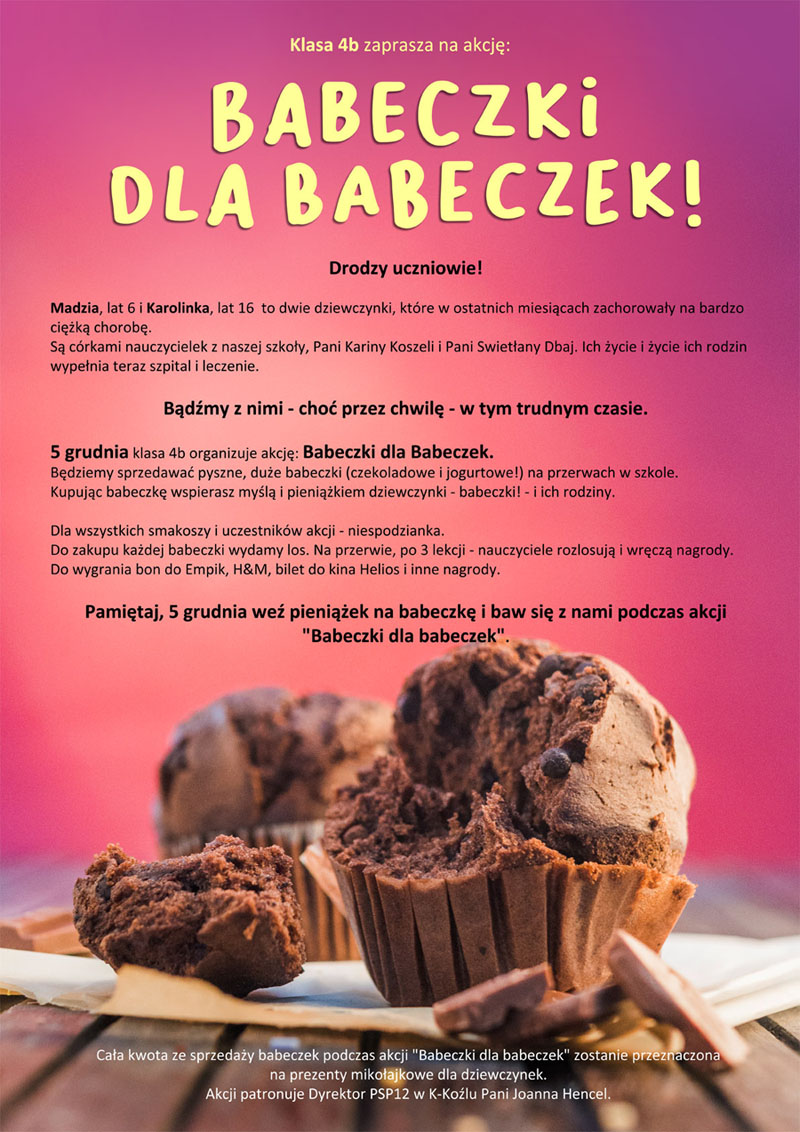 Klasa 4b zaprasza na akcję:
BABECZKi
DLA BABECZEK!
Drodzy uczniowie!
Madzia, lat 6 i Karolinka, lat 16 to dwie dziewczynki, które w ostatnich miesiącach zachorowały na bardzo
ciężką chorobę.
Są córkami nauczycielek z naszej szkoły, Pani Kariny Koszeli i Pani Swietłany Dbaj. Ich życie i życie ich rodzin
wypełnia teraz szpital i leczenie.
Bądźmy z nimi - choć przez chwilę - w tym trudnym czasie.
5 grudnia klasa 4b organizuje akcję: Babeczki dla Babeczek.
Będziemy sprzedawać pyszne, duże babeczki (czekoladowe i jogurtowe!) na przerwach w szkole.
Kupując babeczkę wspierasz myślą i pieniążkiem dziewczynki - babeczki! - i ich rodziny.
Dla wszystkich smakoszy i uczestników akcji - niespodzianka.
Do zakupu każdej babeczki wydamy los. Na przerwie, po 3 lekcji - nauczyciele rozlosują i wręczą nagrody.
Do wygrania bon do Empik, H&M, bilet do kina Helios i inne nagrody.
Pamiętaj, 5 grudnia weź pieniążek na babeczkę i baw się z nami podczas akcji
"Babeczki dla babeczek".
Cała kwota ze sprzedaży babeczek podczas akcji "Babeczki dla babeczek" zostanie przeznaczona
na prezenty mikołajkowe dla dziewczynek.
Akcji patronuje Dyrektor PSP12 w K-Koźlu Pani Joanna Hencel.